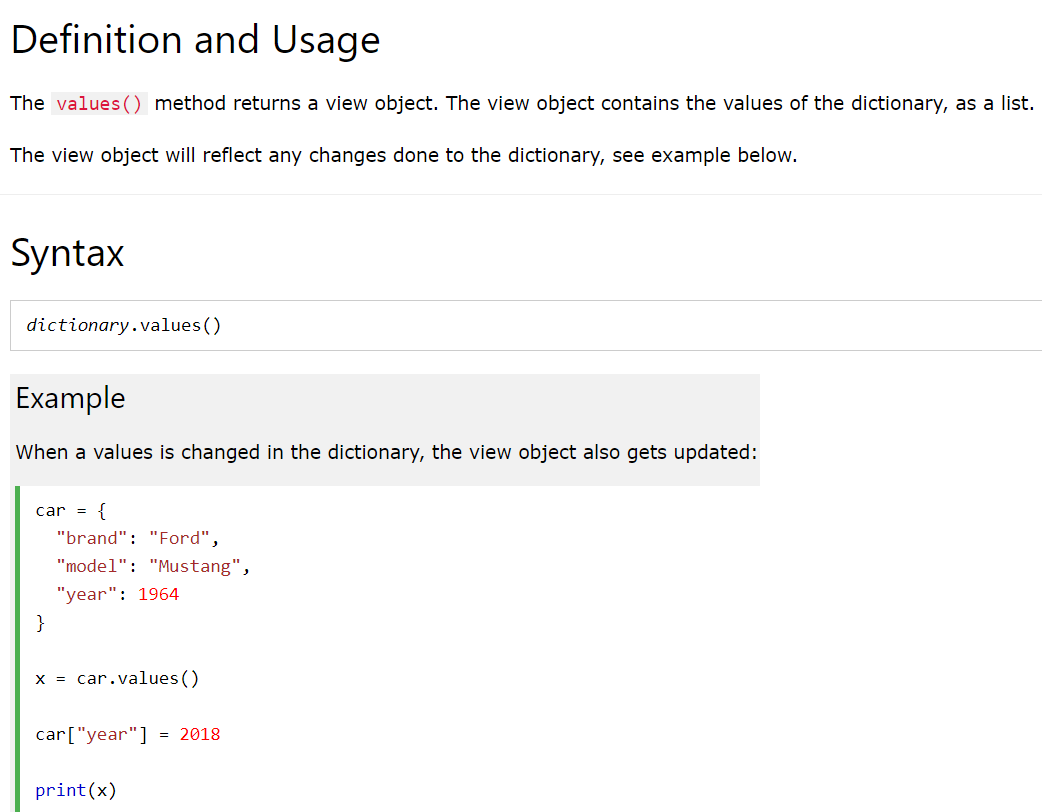 Definition and Usage
The values() method returns a view object. The view object contains the values of the dictionary, as a list.
The view object will reflect any changes done to the dictionary, see example below.
Syntax
dictionary.values()
Example
When a values is changed in the dictionary, the view object also gets updated:
car = {
  "brand": "Ford",
  "model": "Mustang",
  "year": 1964
}
x = car.values()
car["year"] = 2018
print(x)